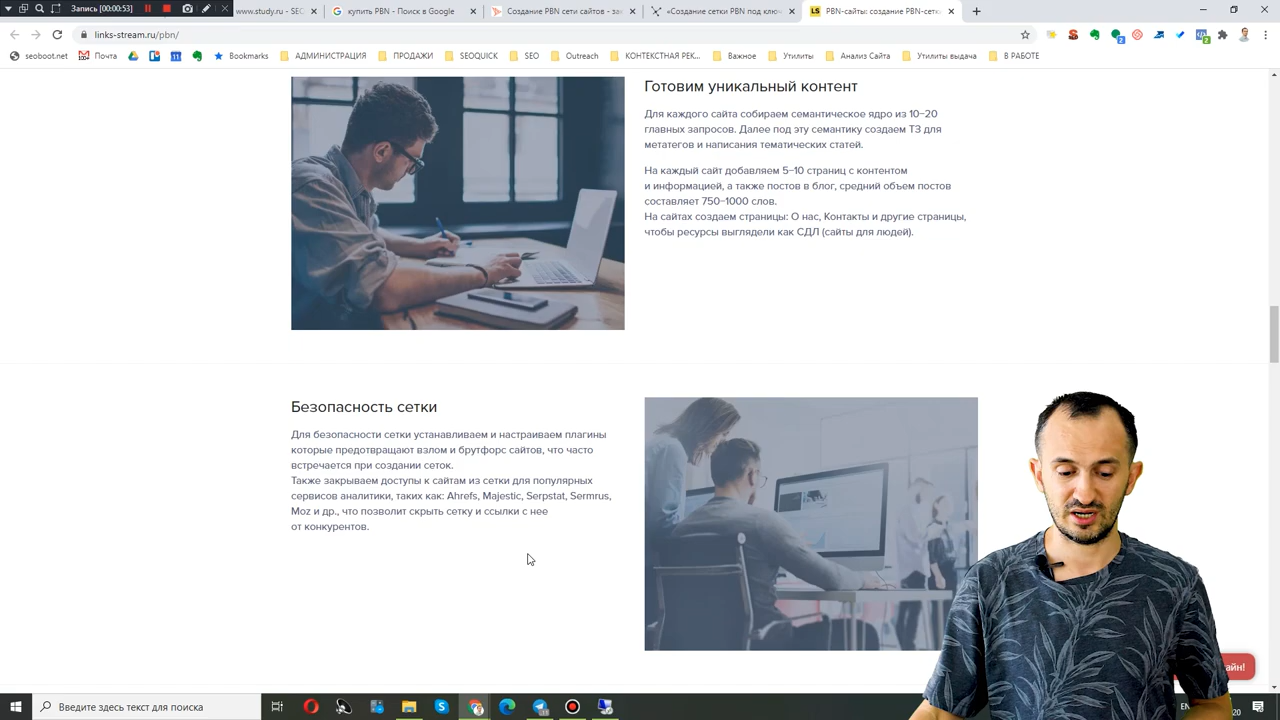 Запись [00:00:53]
www.study.ru - SEC
купить PBN - Поиск в Google
Создание PBN сети сайтов - за
«Создание сетки PBN под клю
PBN-сайты: создание PBN-сетк
links-stream.ru/pbn/
seoboot.net
Почта
Bookmarks
АДМИНИСТРАЦИЯ
ПРОДАЖИ
SEOQUICK
SEO
Outreach
КОНТЕКСТНАЯ РЕК...
Важное
Утилиты
Анализ Сайта
Утилиты выдача
В РАБОТЕ
Готовим уникальный контент
Для каждого сайта собираем семантическое ядро из 10–20
главных запросов. Далее под эту семантику создаем ТЗ для
метатегов и написания тематических статей.
На каждый сайт добавляем 5–10 страниц с контентом
и информацией, а также постов в блог, средний объем постов
составляет 750–1000 слов.
На сайтах создаем страницы: О нас, Контакты и другие страницы,
чтобы ресурсы выглядели как СДЛ (сайты для людей).
Безопасность сетки
Для безопасности сетки устанавливаем и настраиваем плагины
которые предотвращают взлом и брутфорс сайтов, что часто
встречается при создании сеток.
Также закрываем доступы к сайтам из сетки для популярных
сервисов аналитики, таких как: Ahrefs, Majestic, Serpstat, Sermrus,
Moz и др., что позволит скрыть сетку и ссылки с нее
от конкурентов.
айн!
Введите здесь текст для поиска
EN
20